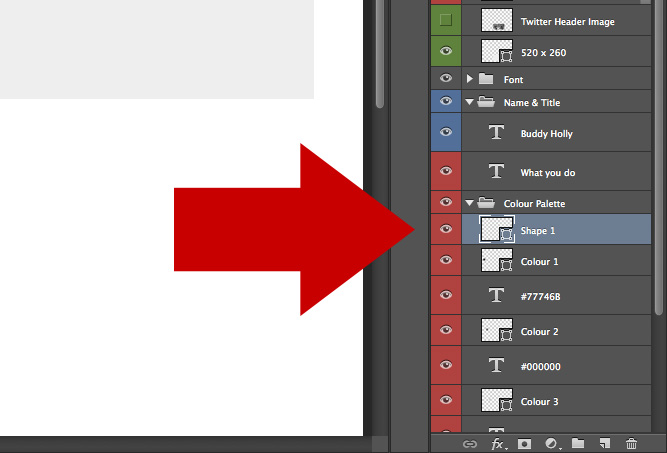 Twitter Header Image
520 x 260
Font
Name & Title
T
Buddy Holly
T
What you do
Colour Palette
Shape 1
Colour 1
T
#77746B
Colour 2
T
#000000
Colour 3
fx